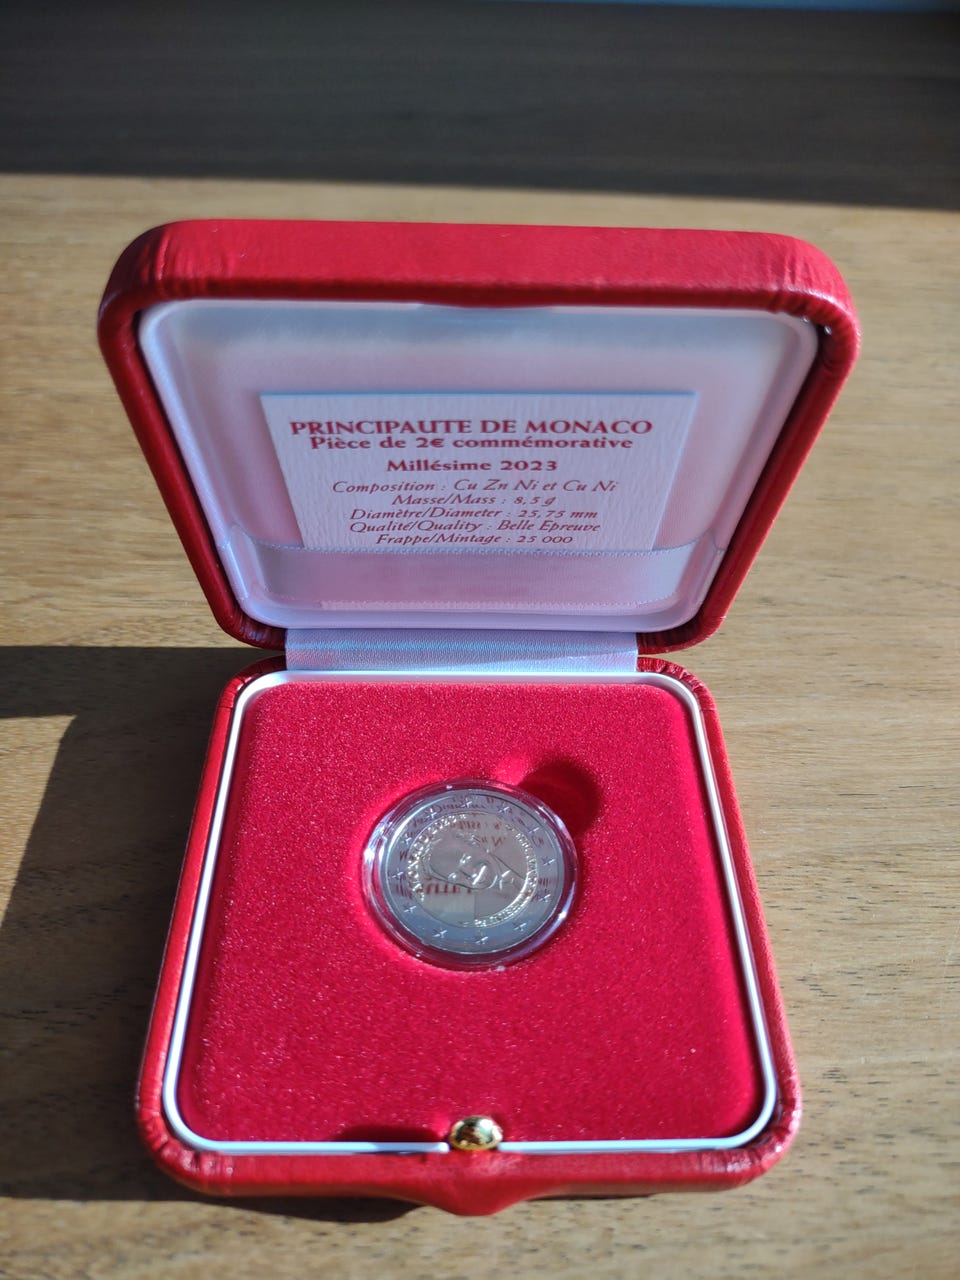 PRINCIPAUTE DE MONACO
Pièce de 2€ commémorative
Millésime 2023
Composition : Cu Zn Ni et Cu Ni
Masse/Mass : 8,5 g
Diamètre/Diameter : 25,75 mm
Qualité/Quality : Belle Epreuve
Frappe/Mintage : 25 000